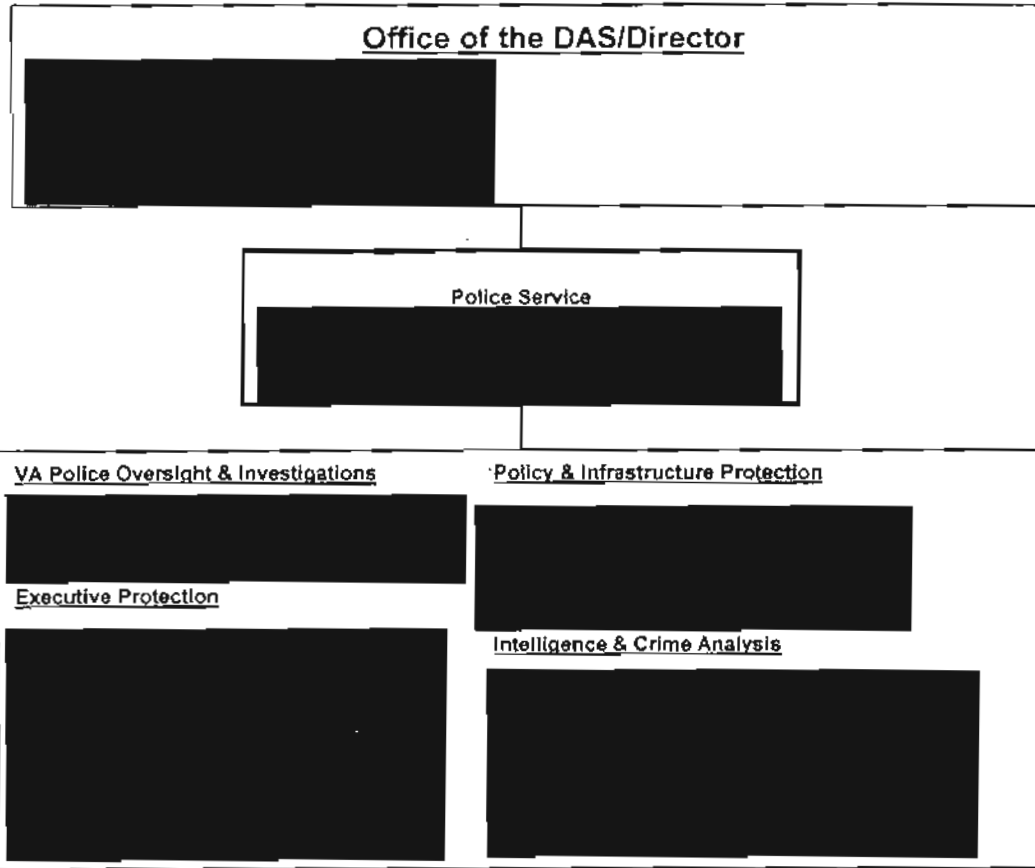 Office of the DAS/Director
Police Service
VA Police Oversight & Investigations
Executive Protection
Policy & Infrastructure Protection
Intelligence & Crime Analysis